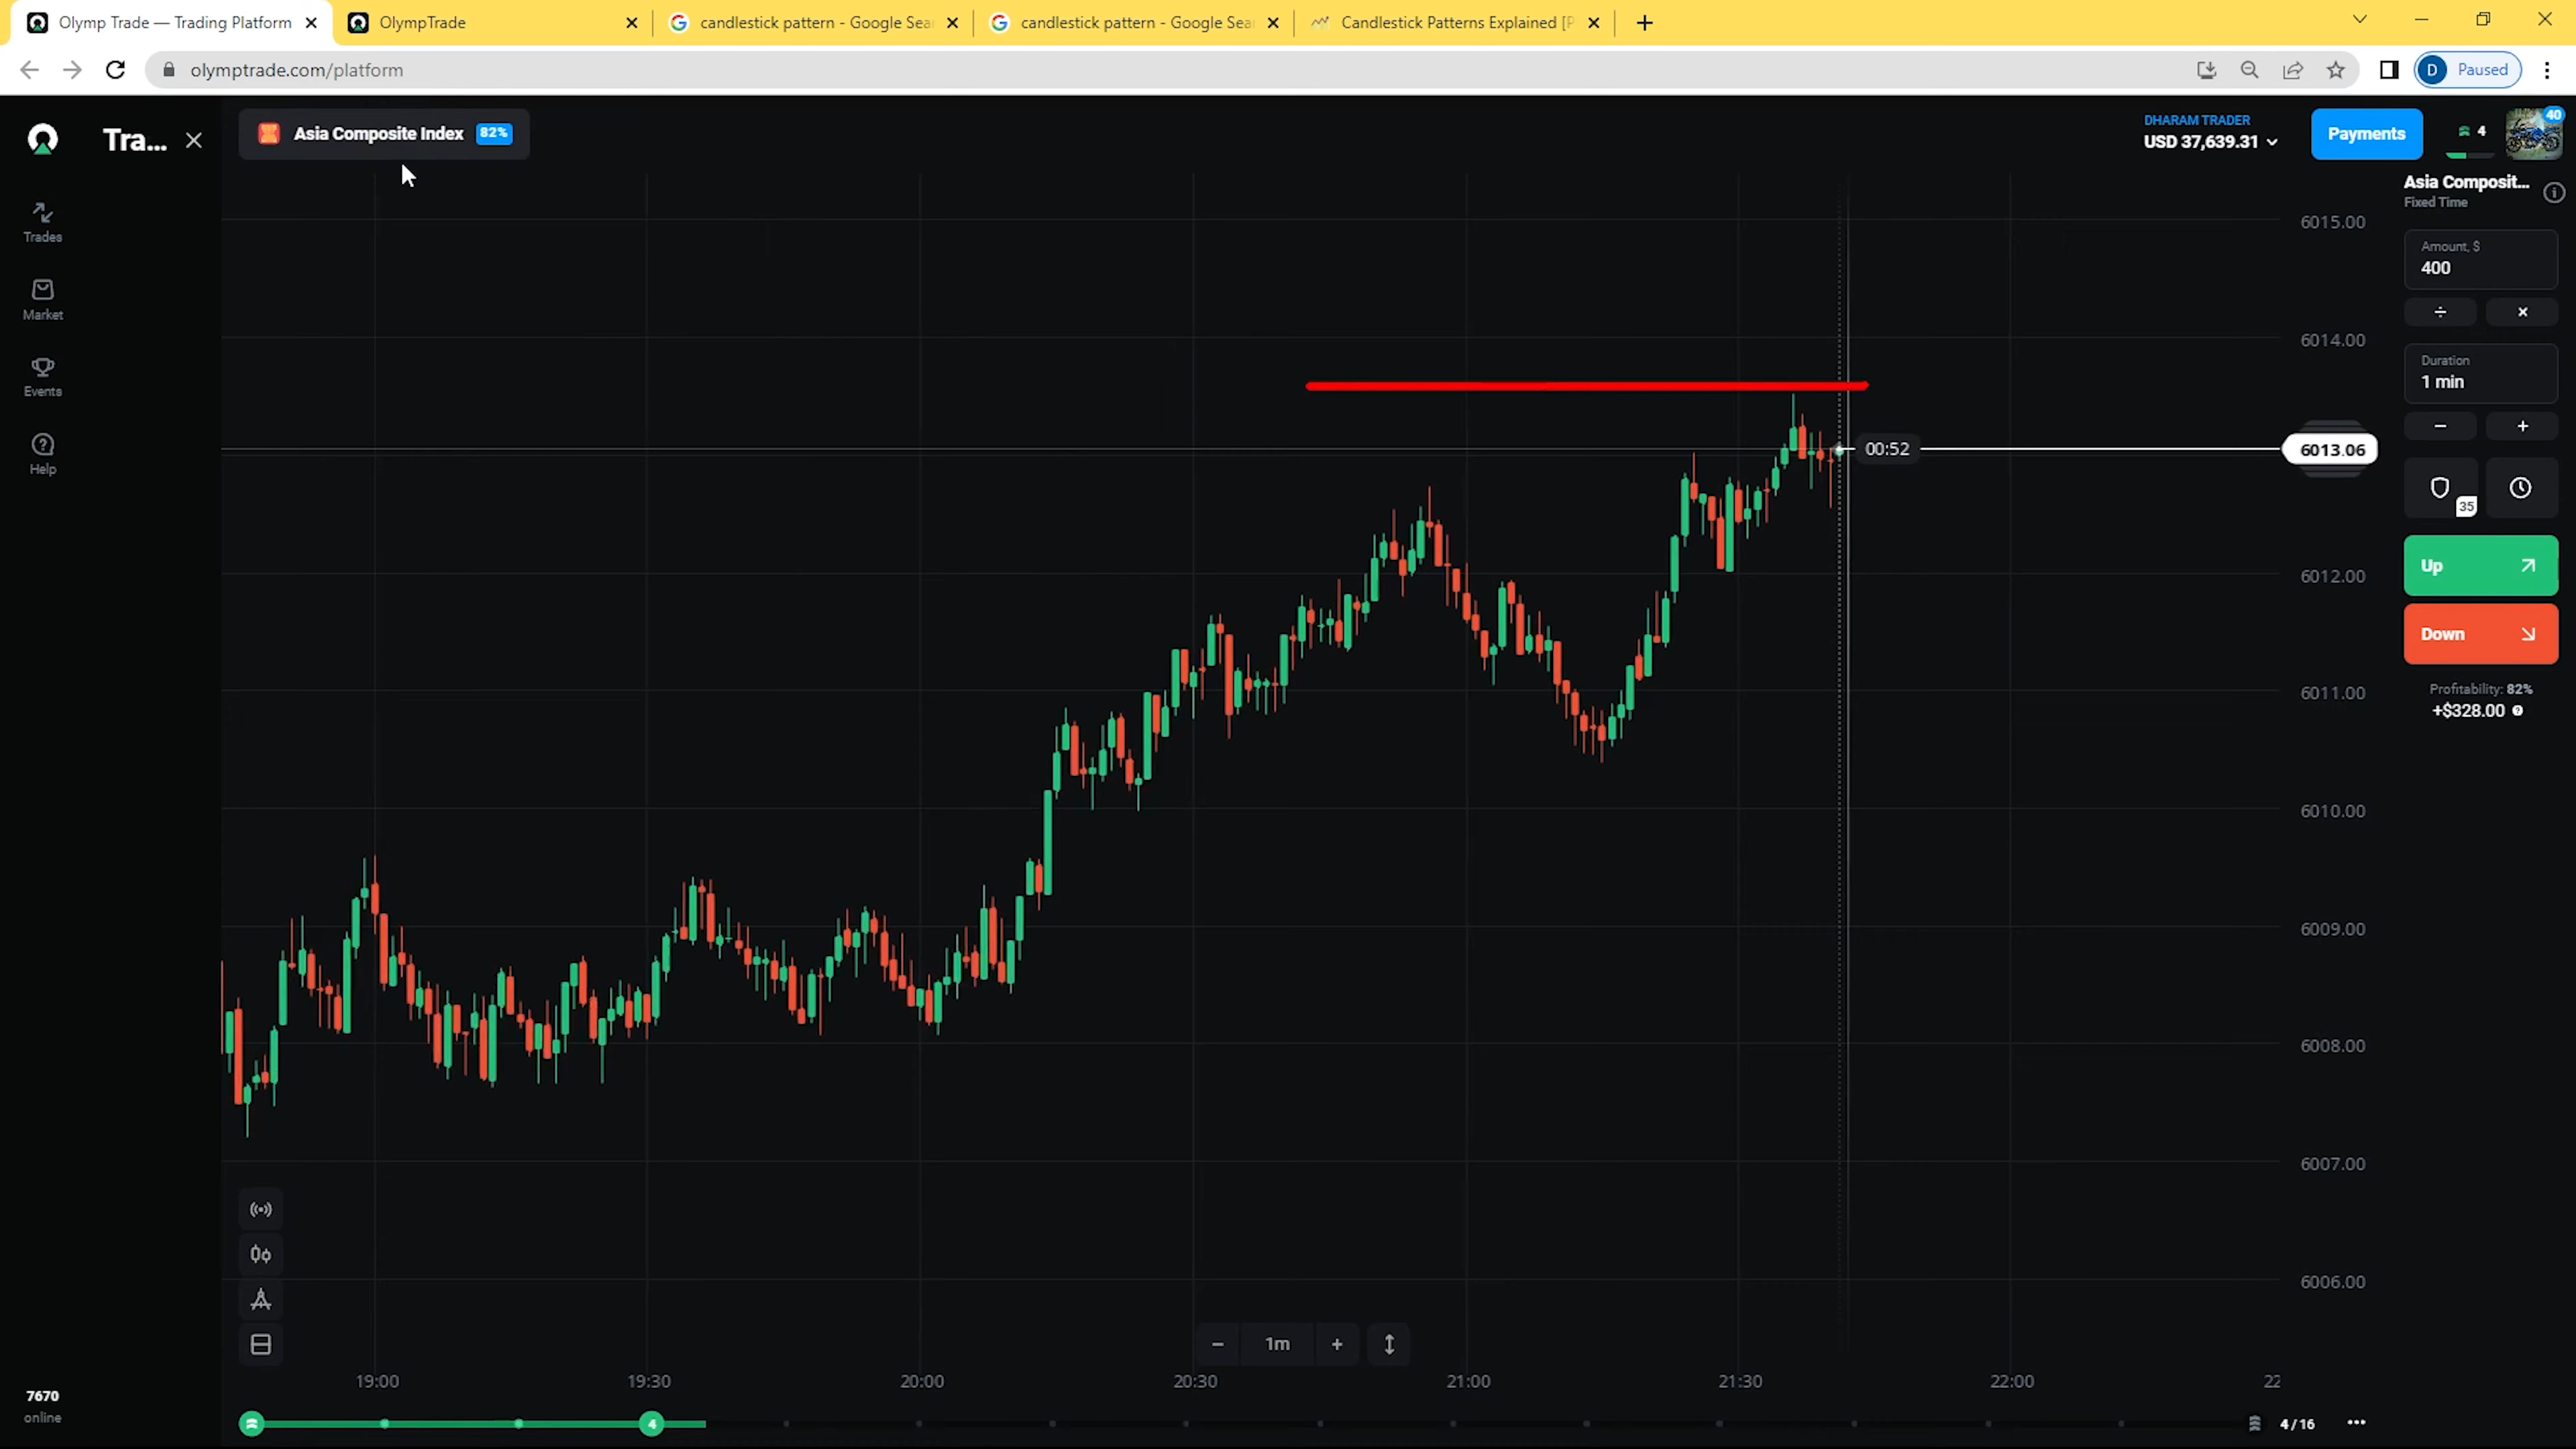 Olymp Trade — Trading Platform
OlympTrade
candlestick pattern - Google Sea
candlestick pattern - Google Sea
Candlestick Patterns Explained [P
olymptrade.com/platform
D Paused
Tra...
Asia Composite Index 82%
DHARAM TRADER
USD 37,639.31
Payments
4
40
Trades
Market
Events
Help
Asia Composit...
Fixed Time
Amount, $
400
÷ ×
Duration
1 min
− +
35
Up
Down
Profitability: 82%
+$328.00
6015.00
6014.00
00:52
6013.06
6012.00
6011.00
6010.00
6009.00
6008.00
6007.00
6006.00
− 1m +
19:00 19:30 20:00 20:30 21:00 21:30 22:00 22
7670
online
4
4/16